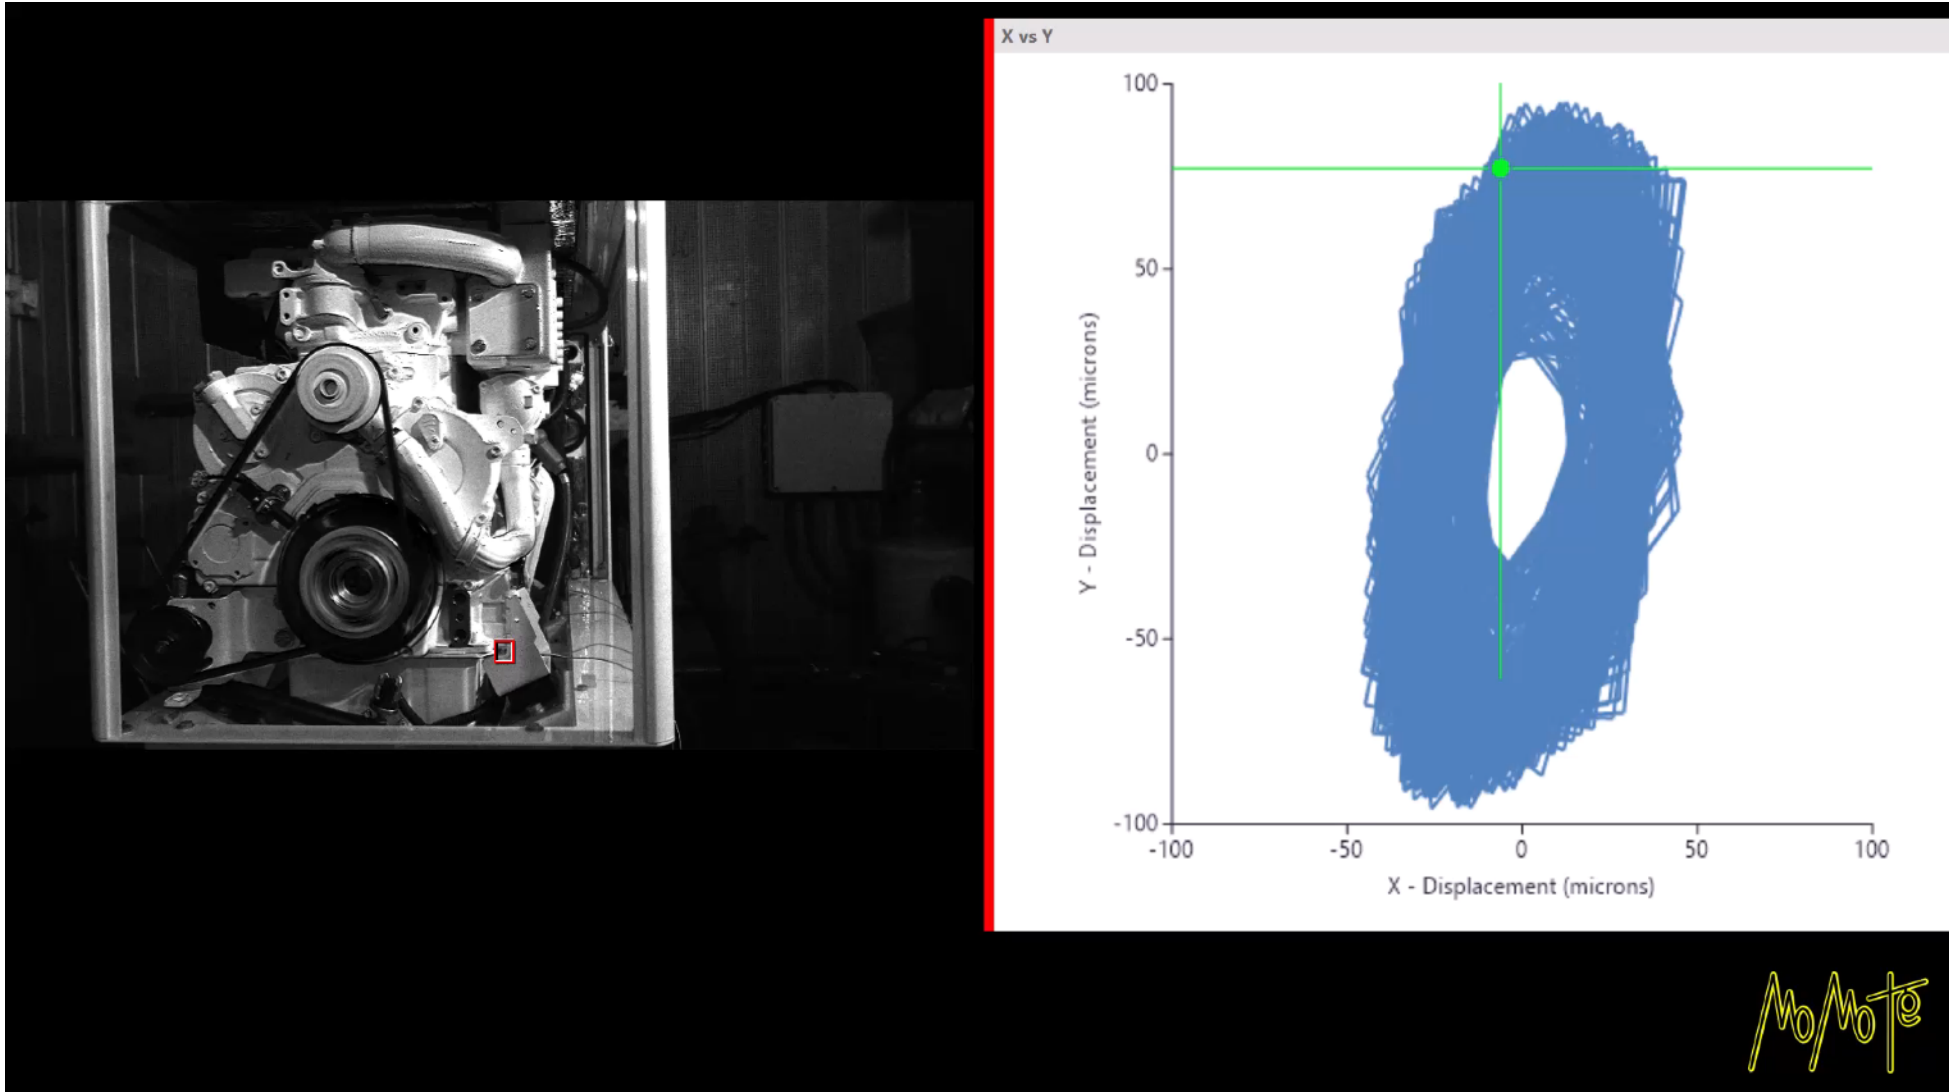 X vs Y
100
50
0
-50
-100
Y - Displacement (microns)
-100
-50
0
50
100
X - Displacement (microns)
MoMoTe